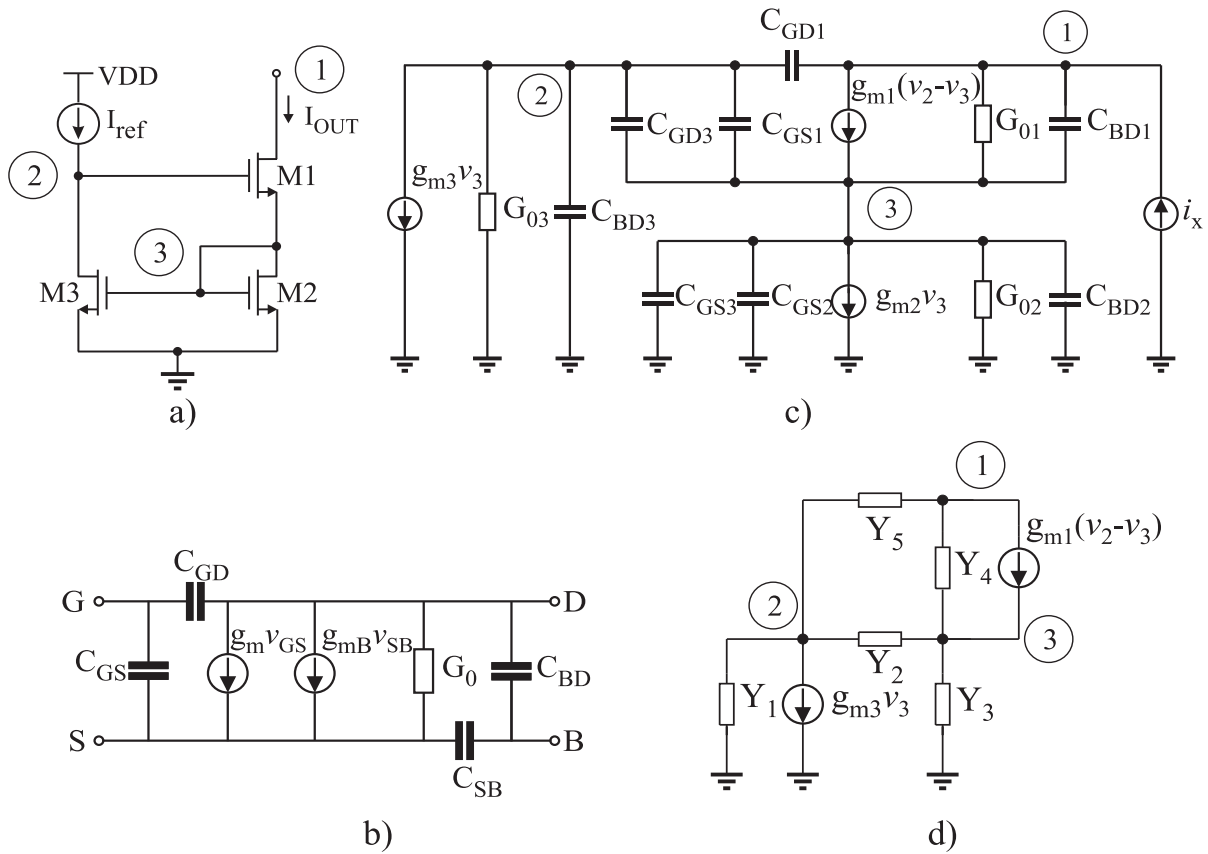 VDD
1
I_ref
I_OUT
2
M1
3
M3
M2
a)
C_GD1
1
2
g_m1(v_2-v_3)
C_GD3
C_GS1
G_01
C_BD1
g_m3v_3
G_03
C_BD3
3
i_x
C_GS3
C_GS2
g_m2v_3
G_02
C_BD2
c)
C_GD
G
D
g_mv_GS
g_mBv_SB
C_GS
G_0
C_BD
S
B
C_SB
b)
1
Y_5
g_m1(v_2-v_3)
Y_4
2
3
Y_2
Y_1
g_m3v_3
Y_3
d)